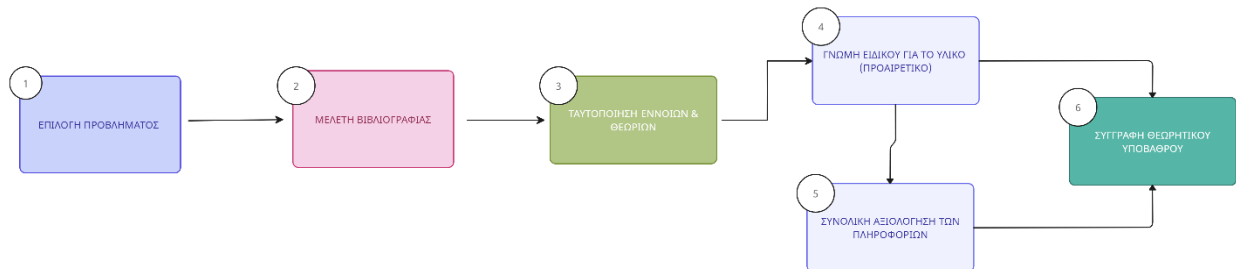 1
ΕΠΙΛΟΓΗ ΠΡΟΒΛΗΜΑΤΟΣ
2
ΜΕΛΕΤΗ ΒΙΒΛΙΟΓΡΑΦΙΑΣ
3
ΤΑΥΤΟΠΟΙΗΣΗ ΕΝΝΟΙΩΝ &
ΘΕΩΡΙΩΝ
4
ΓΝΩΜΗ ΕΙΔΙΚΟΥ ΓΙΑ ΤΟ ΥΛΙΚΟ
(ΠΡΟΑΙΡΕΤΙΚΟ)
5
ΣΥΝΟΛΙΚΗ ΑΞΙΟΛΟΓΗΣΗ ΤΩΝ
ΠΛΗΡΟΦΟΡΙΩΝ
6
ΣΥΓΓΡΑΦΗ ΘΕΩΡΗΤΙΚΟΥ
ΥΠΟΒΑΘΡΟΥ